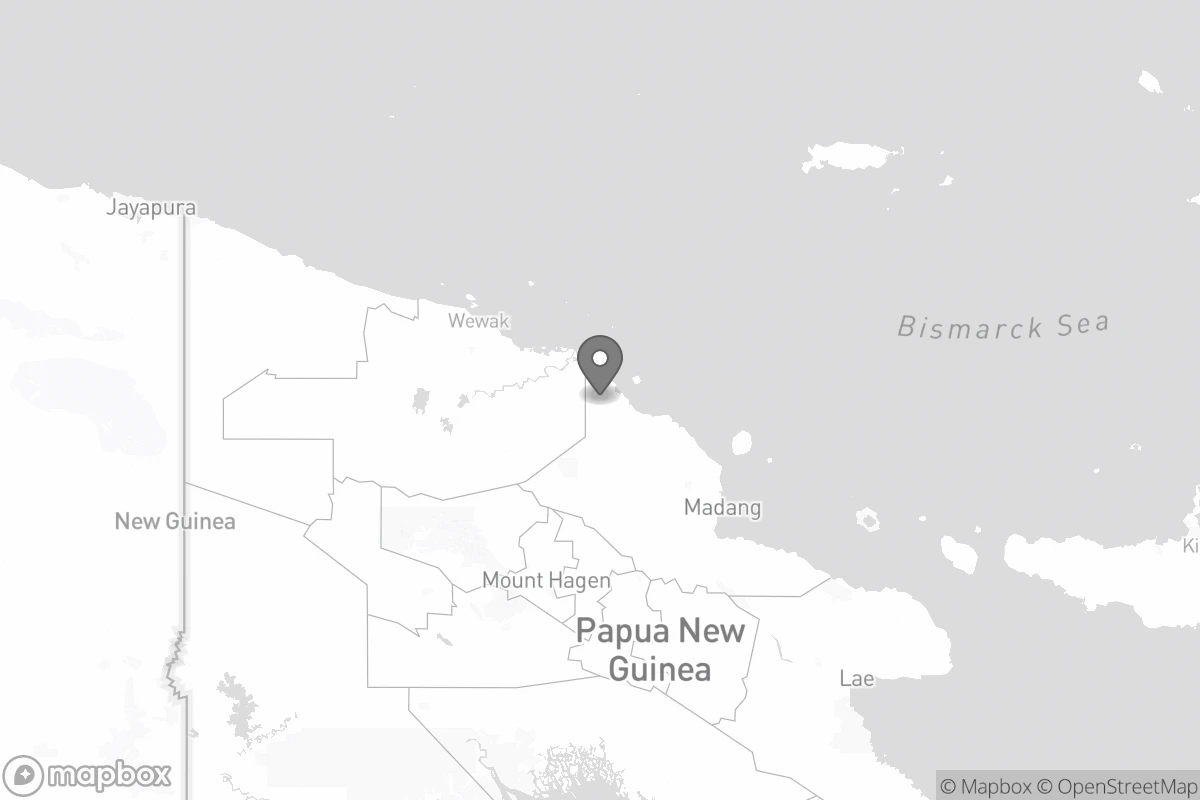 Jayapura
Wewak
Bismarck Sea
Madang
New Guinea
Ki
Mount Hagen
Papua New
Guinea
Lae
mapbox
© Mapbox © OpenStreetMap